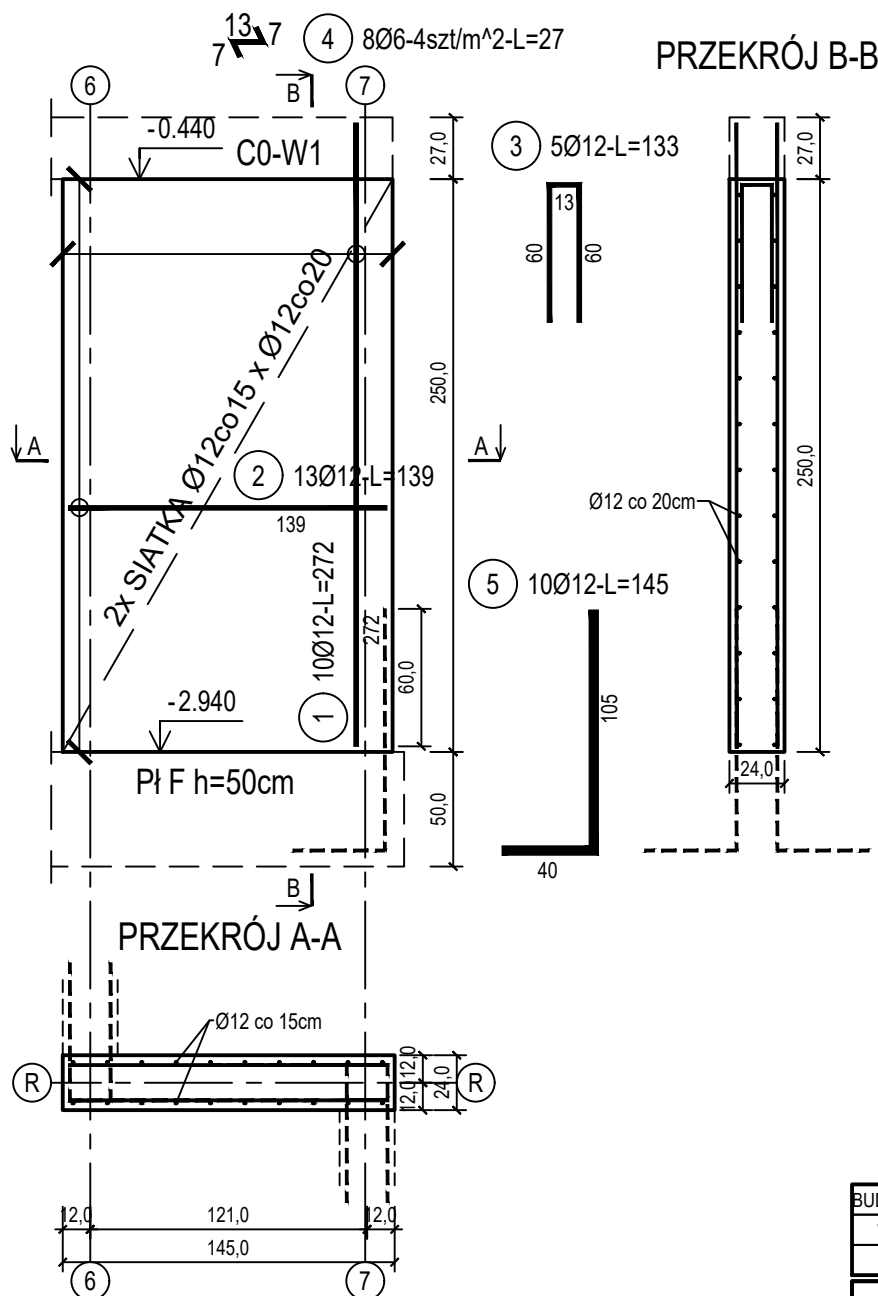 13
7
7
4 8Ø6-4szt/m^2-L=27
B
PRZEKRÓJ B-B
6
7
-0.440
C0-W1
27,0
3 5Ø12-L=133
13
60
60
27,0
2x SIATKA Ø12co15 x Ø12co20
250,0
250,0
A
A
2 13Ø12-L=139
139
Ø12 co 20cm
1 10Ø12-L=272
272
60,0
5 10Ø12-L=145
105
40
-2.940
Pł F h=50cm
50,0
24,0
B
PRZEKRÓJ A-A
Ø12 co 15cm
R
R
12,0
12,0
24,0
12,0
121,0
12,0
145,0
6
7